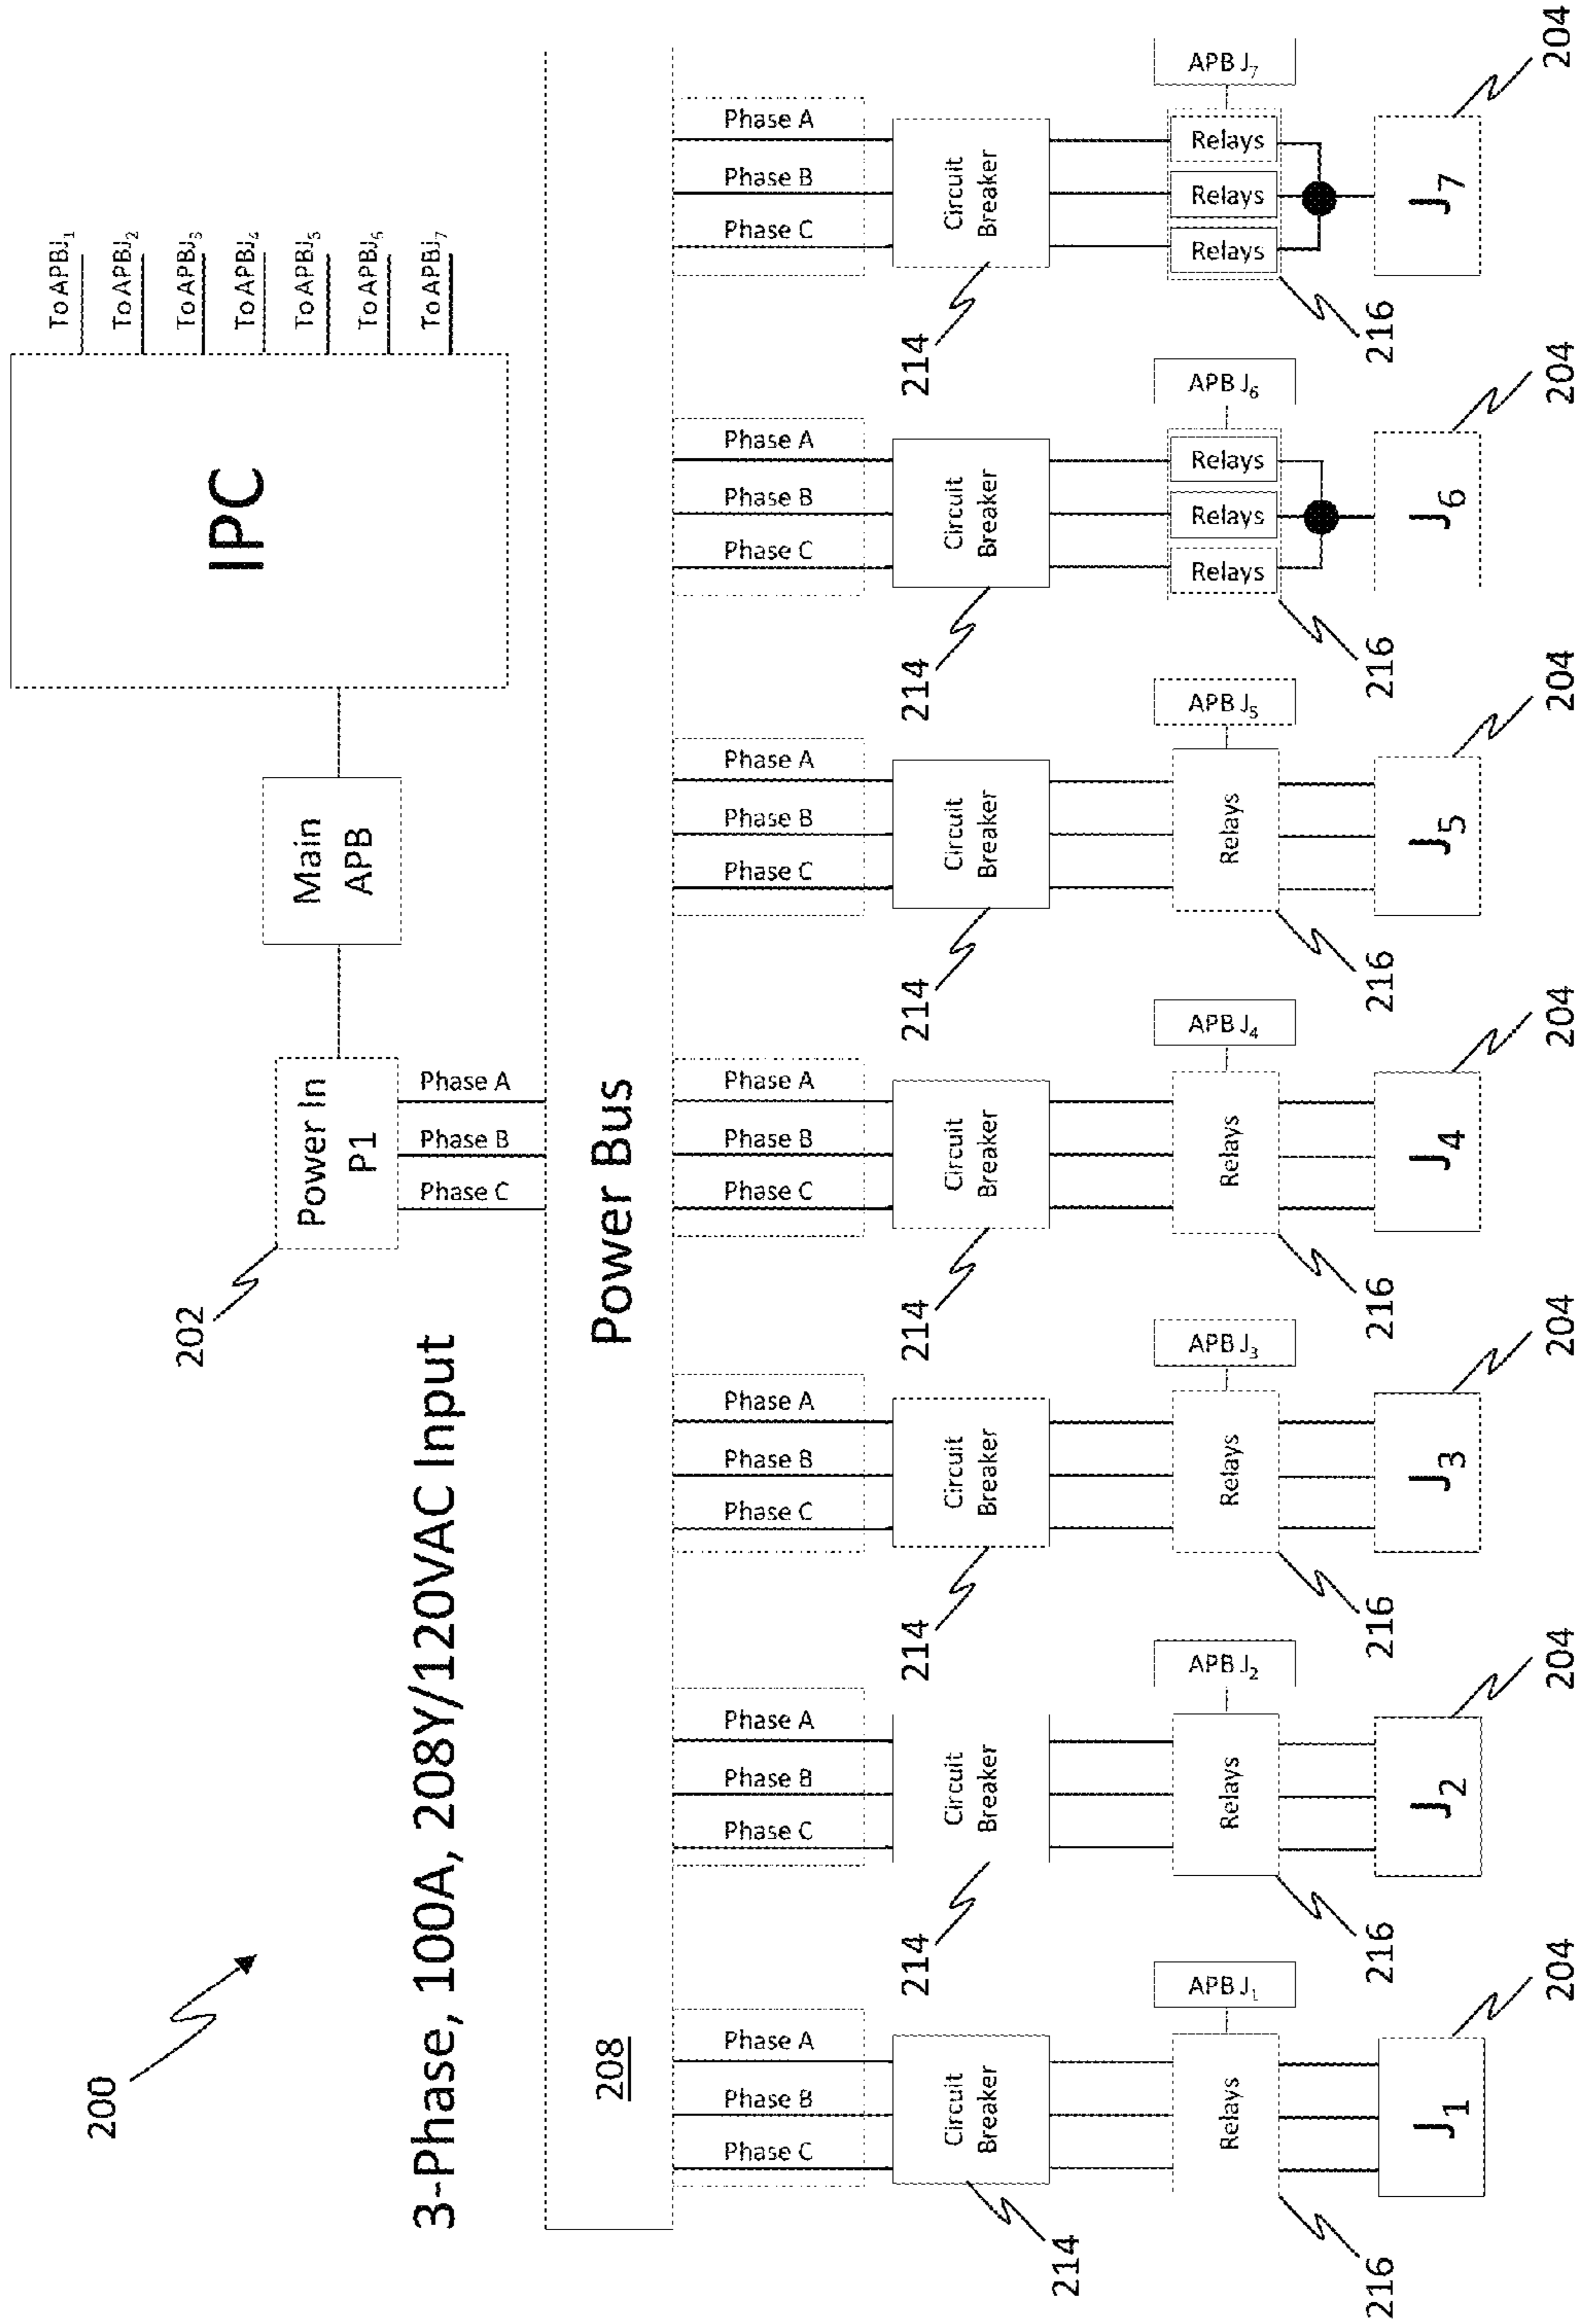 200
3-Phase, 100A, 208Y/120VAC Input
202
Power In
P1
Main
APB
IPC
To APBJ₁
To APBJ₂
To APBJ₃
To APBJ₄
To APBJ₅
To APBJ₆
To APBJ₇
Phase A
Phase B
Phase C
208
Power Bus
Phase A
Phase B
Phase C
Circuit
Breaker
214
APB J₁
Relays
216
J₁
204
Phase A
Phase B
Phase C
Circuit
Breaker
214
APB J₂
Relays
216
J₂
204
Phase A
Phase B
Phase C
Circuit
Breaker
214
APB J₃
Relays
216
J₃
204
Phase A
Phase B
Phase C
Circuit
Breaker
214
APB J₄
Relays
216
J₄
204
Phase A
Phase B
Phase C
Circuit
Breaker
214
APB J₅
Relays
216
J₅
204
Phase A
Phase B
Phase C
Circuit
Breaker
214
APB J₆
Relays
Relays
Relays
216
J₆
204
Phase A
Phase B
Phase C
Circuit
Breaker
214
APB J₇
Relays
Relays
Relays
216
J₇
204